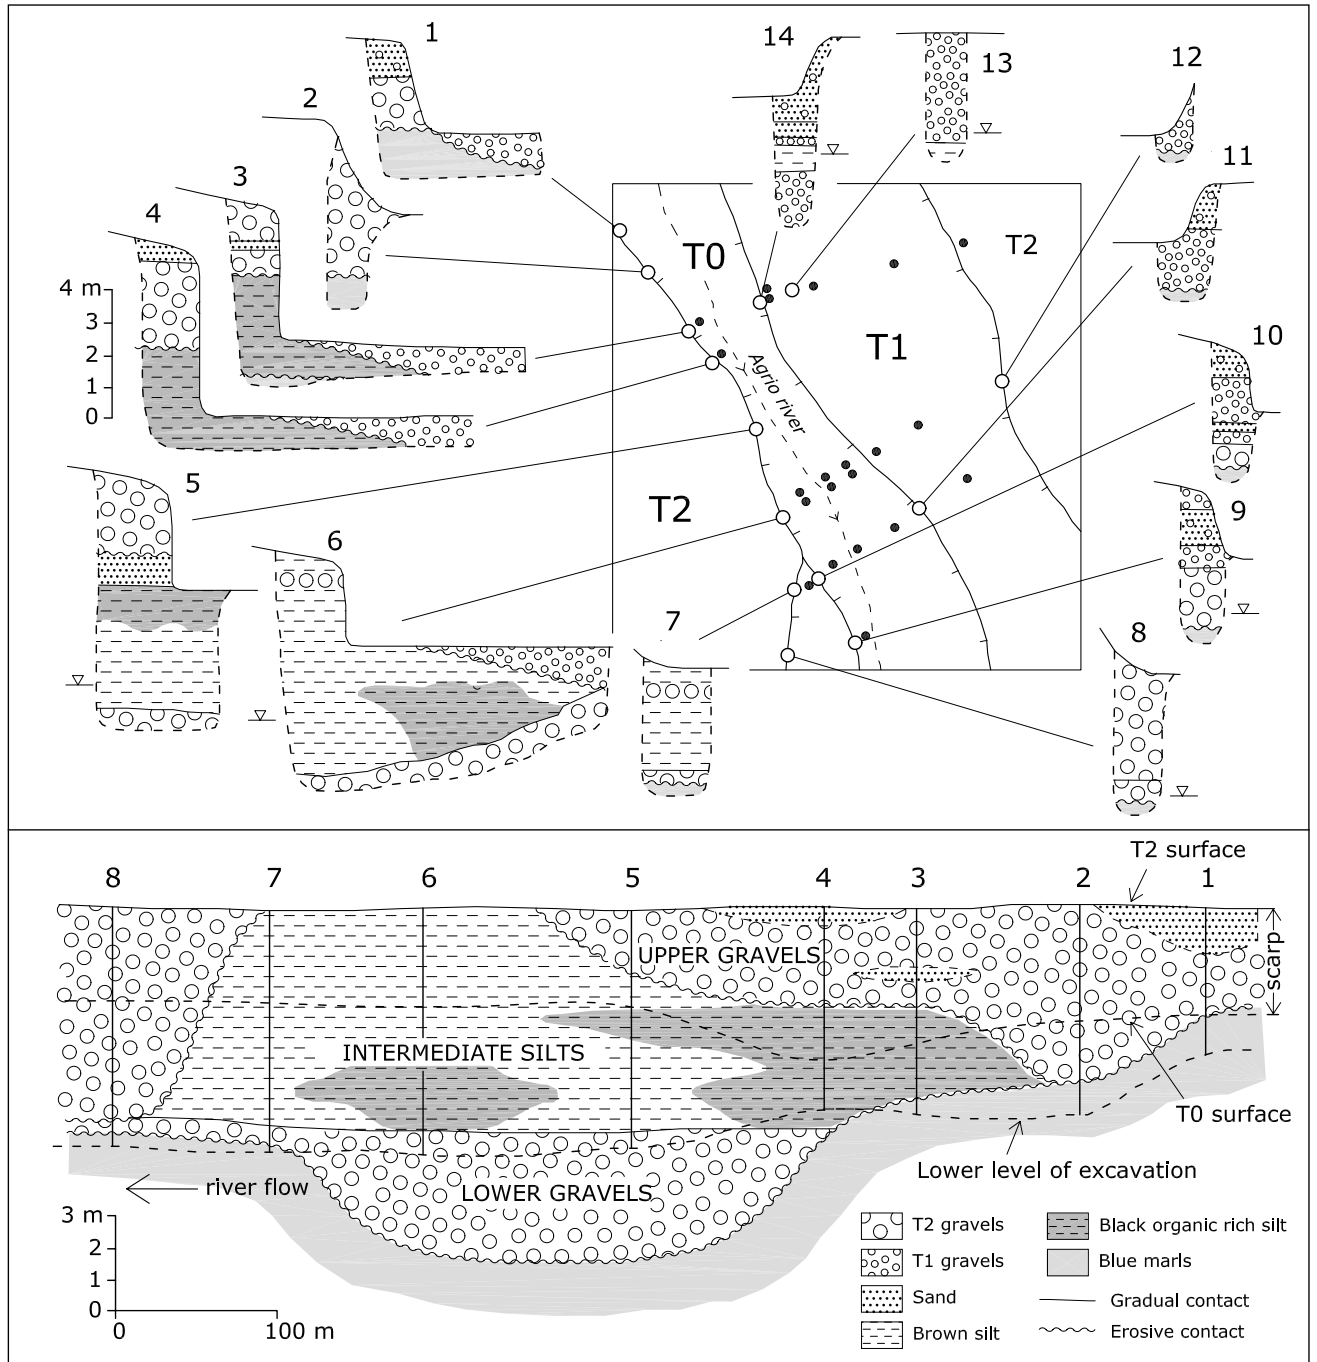 1
14
13
12
2
11
3
4
T0
T2
4 m
3
2
1
0
T1
10
Agrio river
5
T2
9
6
7
8
T2 surface
8
7
6
5
4
3
2
1
UPPER GRAVELS
scarp
INTERMEDIATE SILTS
T0 surface
Lower level of excavation
river flow
LOWER GRAVELS
3 m
2
1
0
0
100 m
T2 gravels
Black organic rich silt
T1 gravels
Blue marls
Sand
Gradual contact
Brown silt
Erosive contact